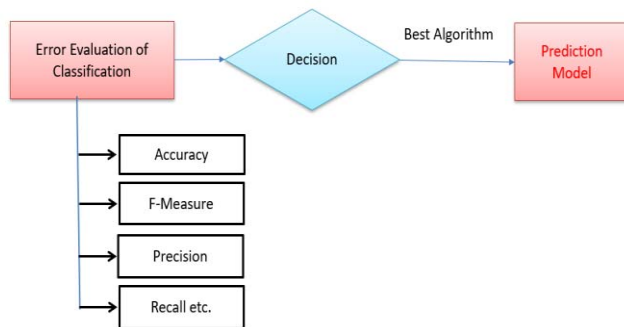 Error Evaluation of
Classification
Decision
Best Algorithm
Prediction
Model
Accuracy
F-Measure
Precision
Recall etc.